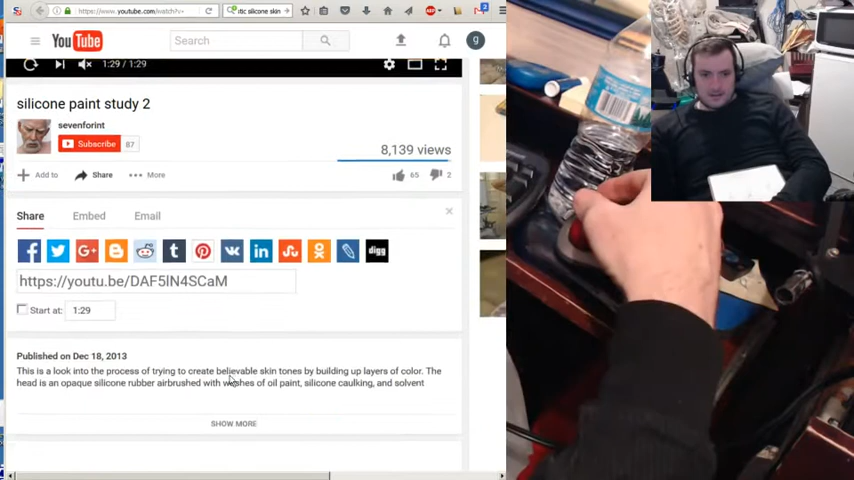 https://www.youtube.com/watch?v=
stic silicone skin
2
YouTube
Search
g
1:29 / 1:29
silicone paint study 2
sevenforint
Subscribe
87
8,139 views
Add to
Share
More
65
2
Share
Embed
Email
digg
https://youtu.be/DAF5lN4SCaM
Start at:
1:29
Published on Dec 18, 2013
This is a look into the process of trying to create believable skin tones by building up layers of color. The
head is an opaque silicone rubber airbrushed with washes of oil paint, silicone caulking, and solvent
SHOW MORE